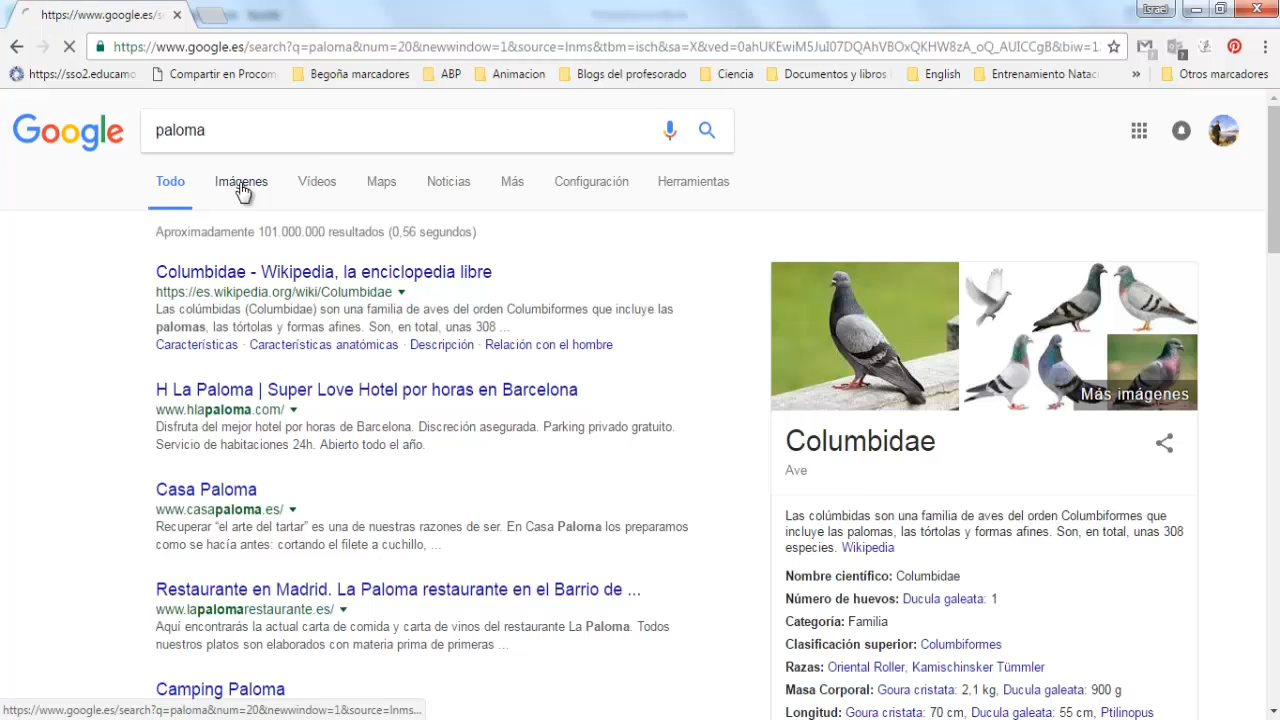 https://www.google.es/s
Israel
https://www.google.es/search?q=paloma&num=20&newwindow=1&source=lnms&tbm=isch&sa=X&ved=0ahUKEwiM5JuI07DQAhVBOxQKHW8zA_oQ_AUICCgB&biw=1
https://sso2.educamo Compartir en Procom Begoña marcadores ABP Animacion Blogs del profesorado Ciencia Documentos y libros English Entrenamiento Natac » Otros marcadores
Google paloma
Todo Imágenes Vídeos Maps Noticias Más Configuración Herramientas
Aproximadamente 101.000.000 resultados (0,56 segundos)
Columbidae - Wikipedia, la enciclopedia libre
https://es.wikipedia.org/wiki/Columbidae
Las colúmbidas (Columbidae) son una familia de aves del orden Columbiformes que incluye las
palomas, las tórtolas y formas afines. Son, en total, unas 308 ...
Características · Características anatómicas · Descripción · Relación con el hombre
H La Paloma | Super Love Hotel por horas en Barcelona
www.hlapaloma.com/
Disfruta del mejor hotel por horas de Barcelona. Discreción asegurada. Parking privado gratuito.
Servicio de habitaciones 24h. Abierto todo el año.
Casa Paloma
www.casapaloma.es/
Recuperar “el arte del tartar” es una de nuestras razones de ser. En Casa Paloma los preparamos
como se hacía antes: cortando el filete a cuchillo, ...
Restaurante en Madrid. La Paloma restaurante en el Barrio de ...
www.lapalomarestaurante.es/
Aquí encontrarás la actual carta de comida y carta de vinos del restaurante La Paloma. Todos
nuestros platos son elaborados con materia prima de primeras ...
Camping Paloma
https://www.google.es/search?q=paloma&num=20&newwindow=1&source=lnms...
Más imágenes
Columbidae
Ave
Las colúmbidas son una familia de aves del orden Columbiformes que
incluye las palomas, las tórtolas y formas afines. Son, en total, unas 308
especies. Wikipedia
Nombre científico: Columbidae
Número de huevos: Ducula galeata: 1
Categoría: Familia
Clasificación superior: Columbiformes
Razas: Oriental Roller, Kamischinsker Tümmler
Masa Corporal: Goura cristata: 2,1 kg, Ducula galeata: 900 g
Longitud: Goura cristata: 70 cm, Ducula galeata: 55 cm, Ptilinopus